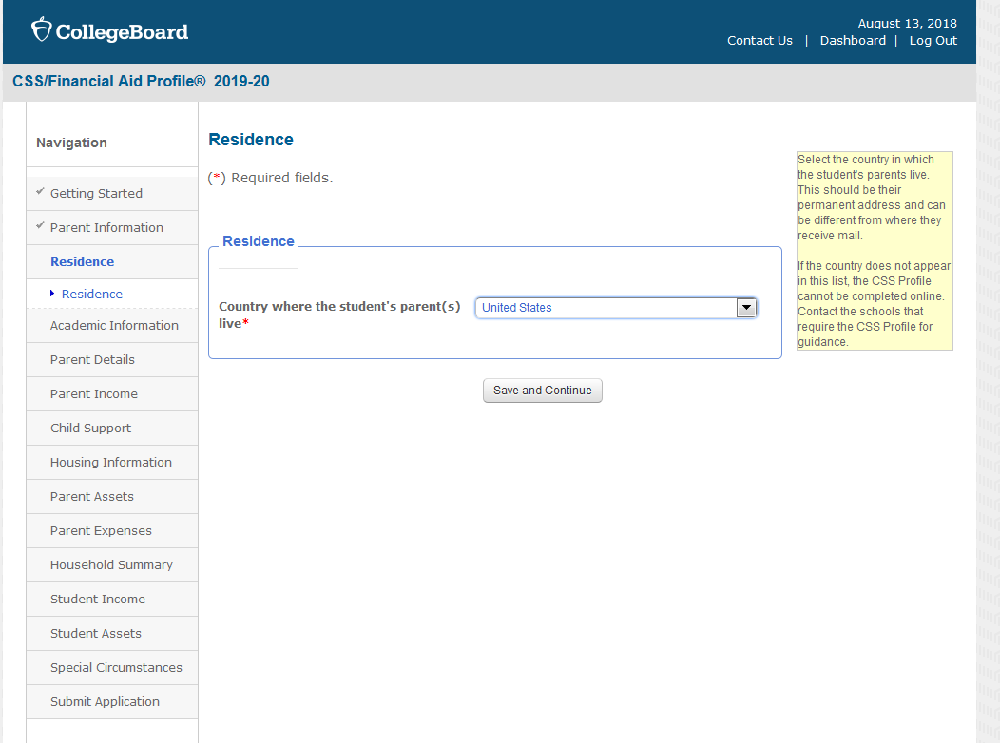 CollegeBoard
August 13, 2018
Contact Us | Dashboard | Log Out
CSS/Financial Aid Profile® 2019-20
Navigation
Getting Started
Parent Information
Residence
Residence
Academic Information
Parent Details
Parent Income
Child Support
Housing Information
Parent Assets
Parent Expenses
Household Summary
Student Income
Student Assets
Special Circumstances
Submit Application
Residence
(*) Required fields.
Residence
Country where the student's parent(s)
live*
United States
Save and Continue
Select the country in which
the student's parents live.
This should be their
permanent address and can
be different from where they
receive mail.
If the country does not appear
in this list, the CSS Profile
cannot be completed online.
Contact the schools that
require the CSS Profile for
guidance.